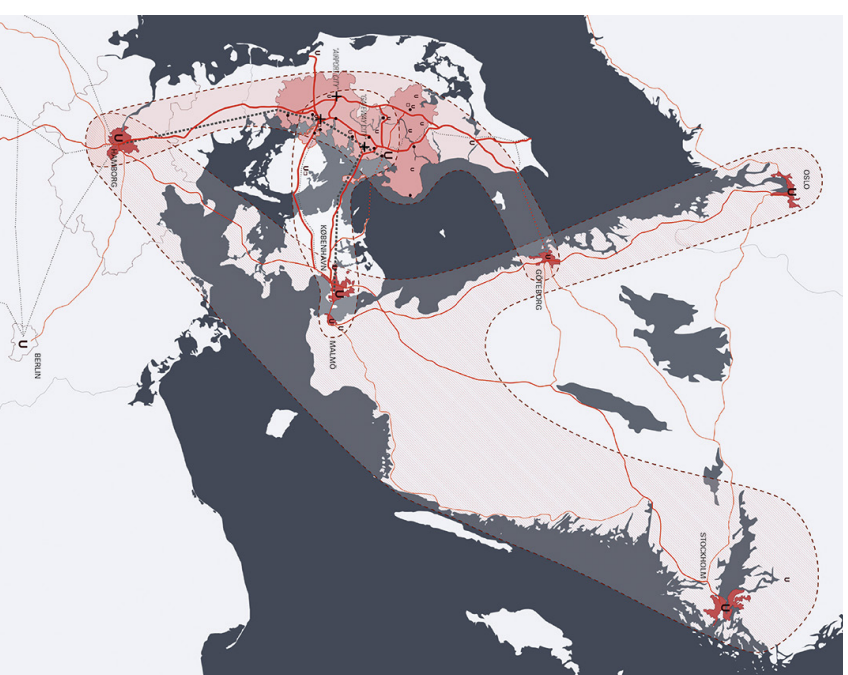 HAMBORG
BERLIN
KØBENHAVN
MALMÖ
GÖTEBORG
OSLO
STOCKHOLM
U
U
U
U
U
U
U